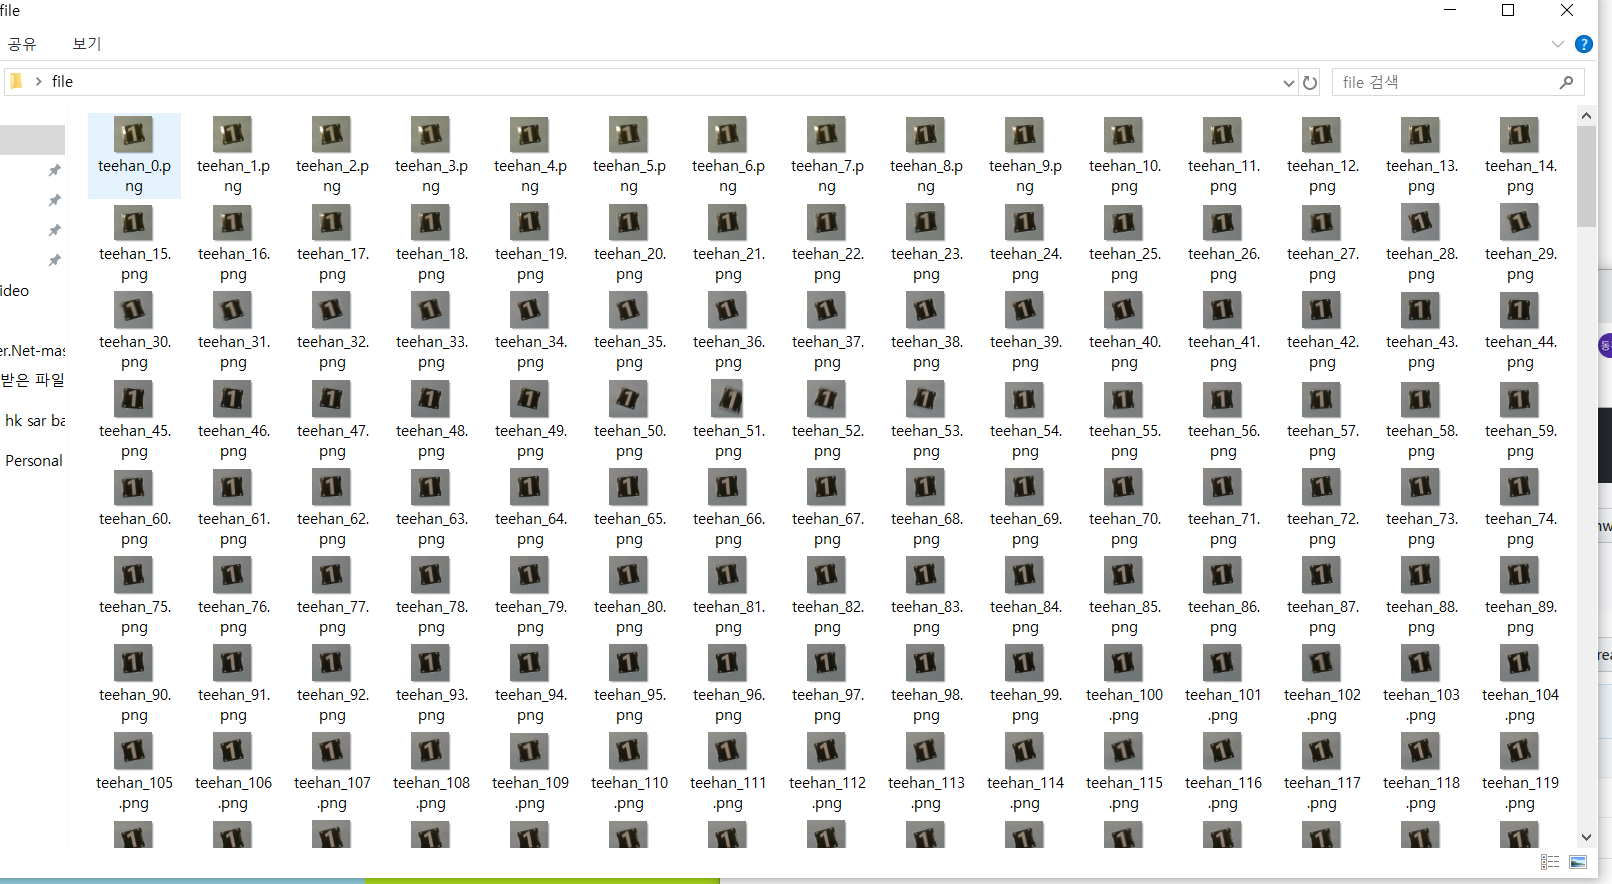 file
공유 보기
?
file
file 검색
ideo
er.Net-mas
받은 파일
hk sar ba
Personal
teehan_0.p
ng
teehan_1.p
ng
teehan_2.p
ng
teehan_3.p
ng
teehan_4.p
ng
teehan_5.p
ng
teehan_6.p
ng
teehan_7.p
ng
teehan_8.p
ng
teehan_9.p
ng
teehan_10.
png
teehan_11.
png
teehan_12.
png
teehan_13.
png
teehan_14.
png
teehan_15.
png
teehan_16.
png
teehan_17.
png
teehan_18.
png
teehan_19.
png
teehan_20.
png
teehan_21.
png
teehan_22.
png
teehan_23.
png
teehan_24.
png
teehan_25.
png
teehan_26.
png
teehan_27.
png
teehan_28.
png
teehan_29.
png
teehan_30.
png
teehan_31.
png
teehan_32.
png
teehan_33.
png
teehan_34.
png
teehan_35.
png
teehan_36.
png
teehan_37.
png
teehan_38.
png
teehan_39.
png
teehan_40.
png
teehan_41.
png
teehan_42.
png
teehan_43.
png
teehan_44.
png
teehan_45.
png
teehan_46.
png
teehan_47.
png
teehan_48.
png
teehan_49.
png
teehan_50.
png
teehan_51.
png
teehan_52.
png
teehan_53.
png
teehan_54.
png
teehan_55.
png
teehan_56.
png
teehan_57.
png
teehan_58.
png
teehan_59.
png
teehan_60.
png
teehan_61.
png
teehan_62.
png
teehan_63.
png
teehan_64.
png
teehan_65.
png
teehan_66.
png
teehan_67.
png
teehan_68.
png
teehan_69.
png
teehan_70.
png
teehan_71.
png
teehan_72.
png
teehan_73.
png
teehan_74.
png
teehan_75.
png
teehan_76.
png
teehan_77.
png
teehan_78.
png
teehan_79.
png
teehan_80.
png
teehan_81.
png
teehan_82.
png
teehan_83.
png
teehan_84.
png
teehan_85.
png
teehan_86.
png
teehan_87.
png
teehan_88.
png
teehan_89.
png
teehan_90.
png
teehan_91.
png
teehan_92.
png
teehan_93.
png
teehan_94.
png
teehan_95.
png
teehan_96.
png
teehan_97.
png
teehan_98.
png
teehan_99.
png
teehan_100
.png
teehan_101
.png
teehan_102
.png
teehan_103
.png
teehan_104
.png
teehan_105
.png
teehan_106
.png
teehan_107
.png
teehan_108
.png
teehan_109
.png
teehan_110
.png
teehan_111
.png
teehan_112
.png
teehan_113
.png
teehan_114
.png
teehan_115
.png
teehan_116
.png
teehan_117
.png
teehan_118
.png
teehan_119
.png